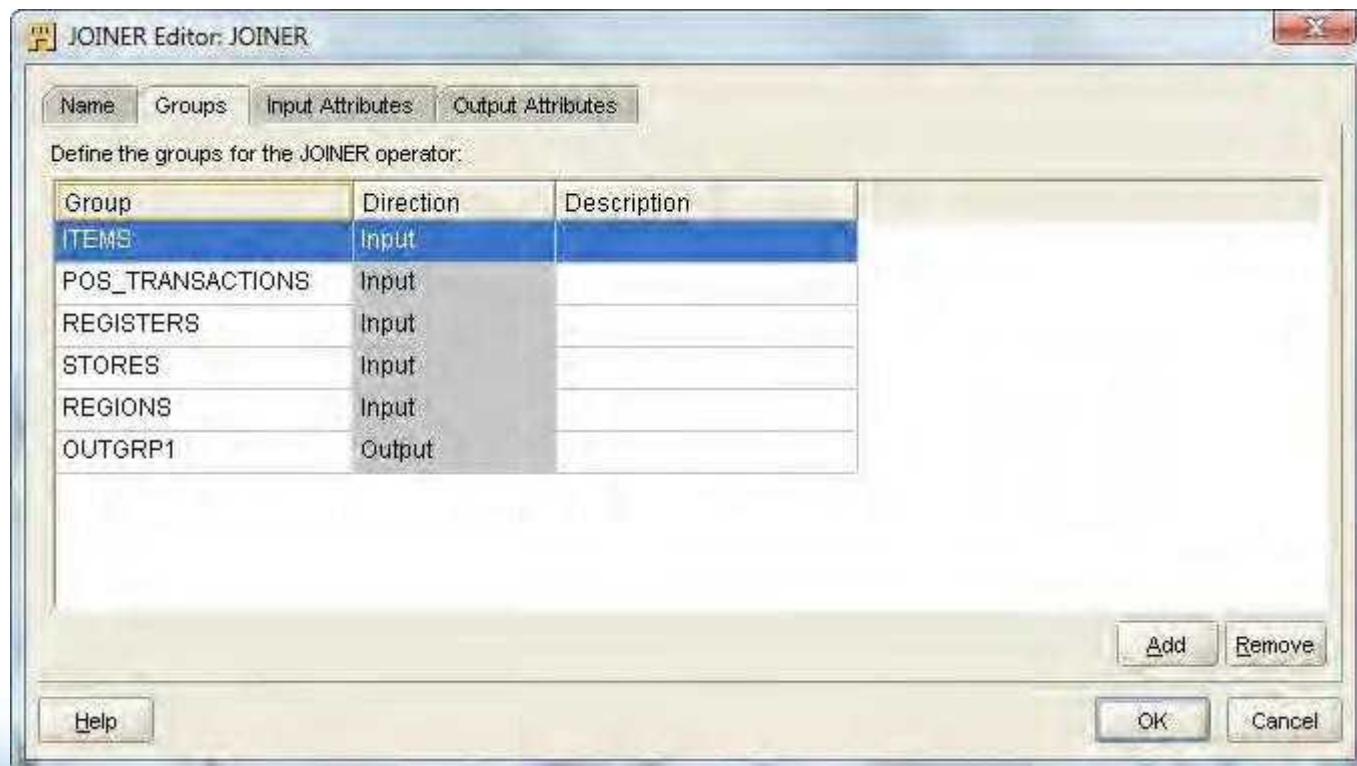 JOINER Editor: JOINER
Name Groups Input Attributes Output Attributes
Define the groups for the JOINER operator:
Group Direction Description
ITEMS Input
POS_TRANSACTIONS Input
REGISTERS Input
STORES Input
REGIONS Input
OUTGRP1 Output
Add Remove
Help OK Cancel